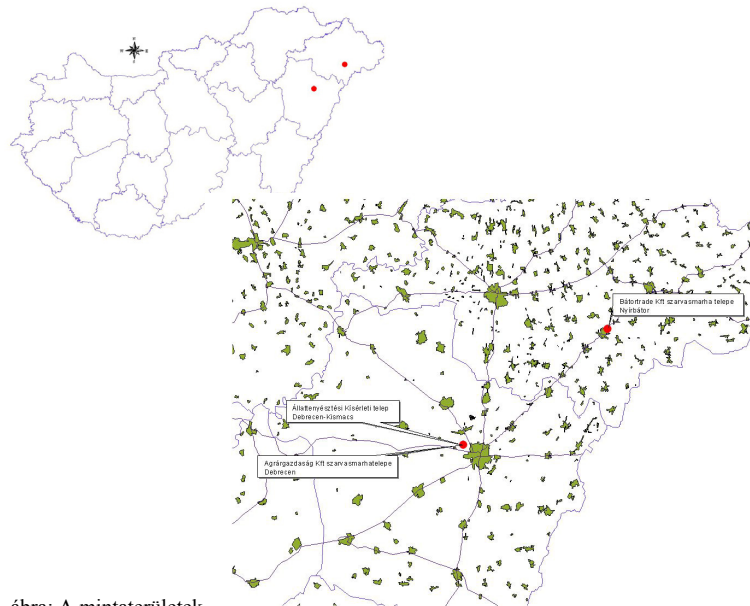 Bátortrade Kft szarvasmarha telepe
Nyírbátor
Állattenyésztési Kísérleti telep
Debrecen-Kismacs
Agrárgazdaság Kft szarvasmarhatelepe
Debrecen
ábra: A mintaterületek